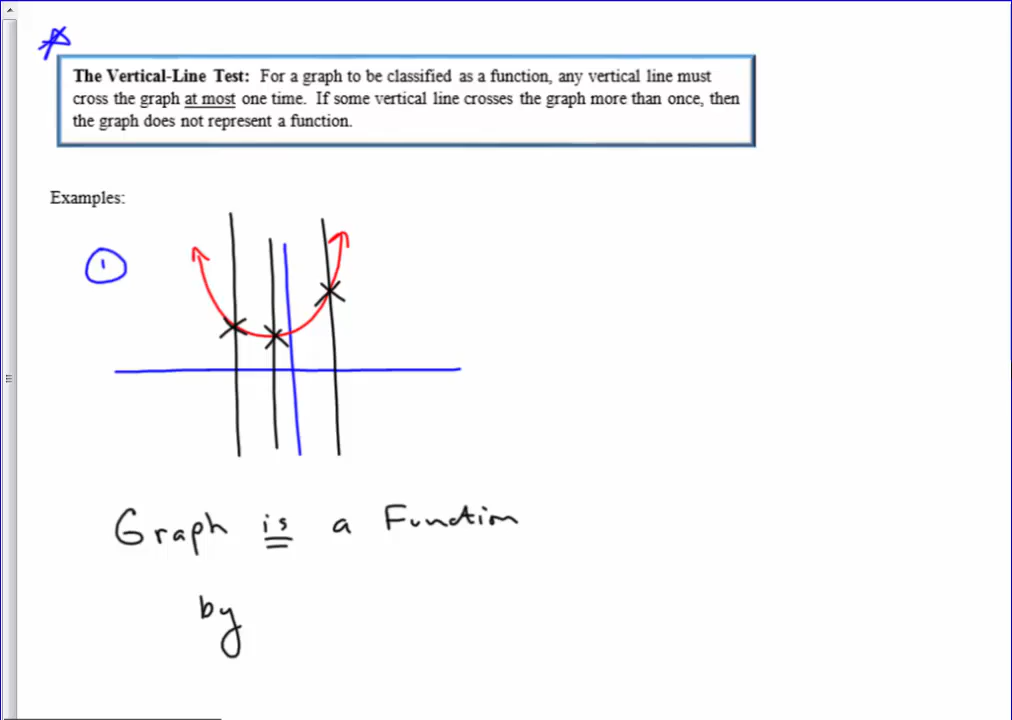 The Vertical-Line Test: For a graph to be classified as a function, any vertical line must
cross the graph at most one time. If some vertical line crosses the graph more than once, then
the graph does not represent a function.
Examples:
1
Graph is a Function
by